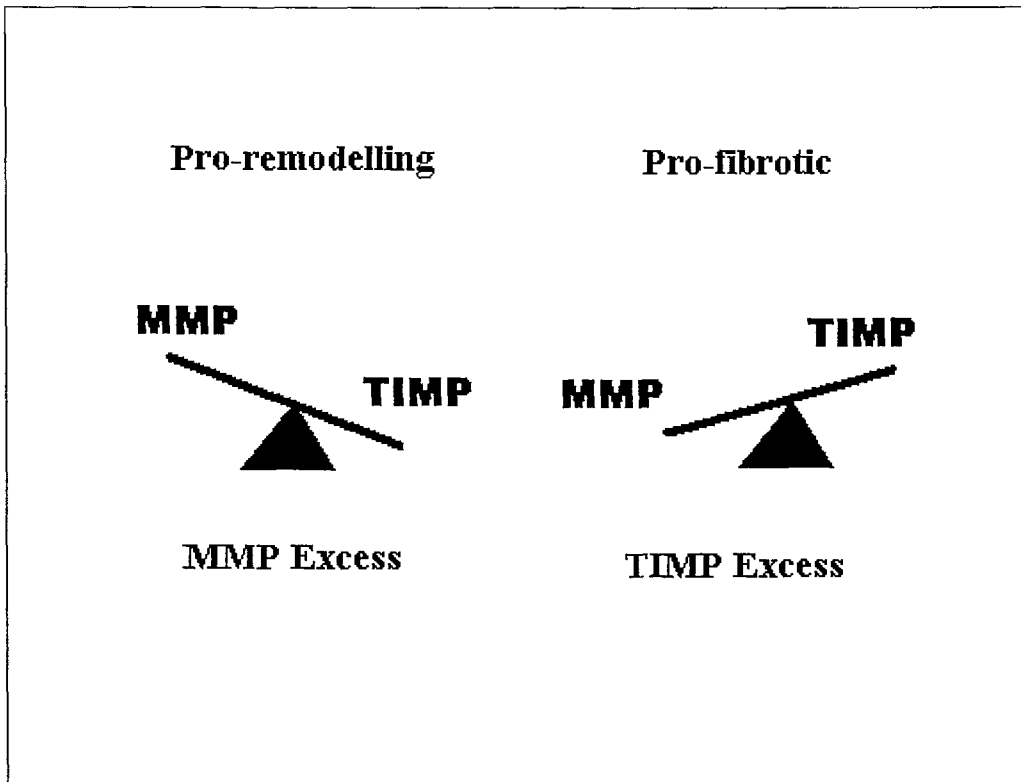 Pro-remodelling
Pro-fibrotic
MMP
TIMP
TIMP
MMP
MMP Excess
TIMP Excess